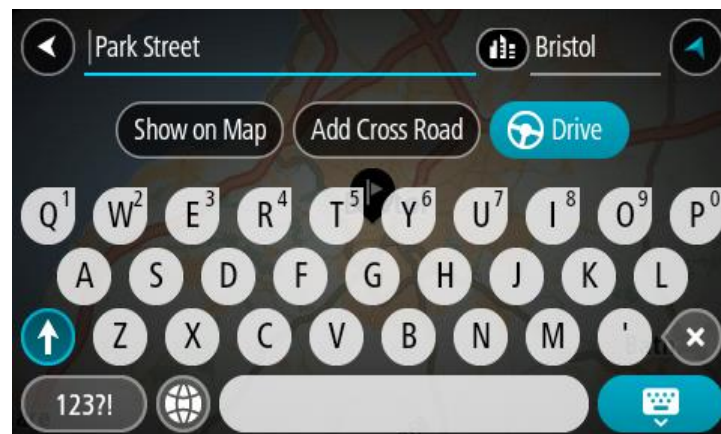 Park Street Bristol
Show on Map Add Cross Road Drive
Q1 W2 E3 R4 T5 Y6 U7 I8 O9 P0
A S D F G H J K L
Z X C V B N M '
123?!